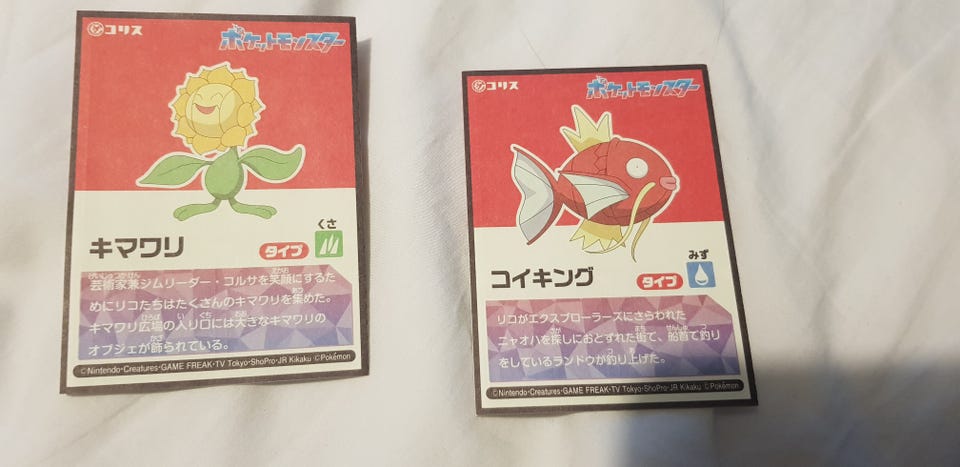 コリス
ポケットモンスター
キマワリ
タイプ
くさ
芸術家兼ジムリーダー・コルサを笑顔にするた
めにリコたちはたくさんのキマワリを集めた。
キマワリ広場の入り口には大きなキマワリの
オブジェが飾られている。
©Nintendo·Creatures·GAME FREAK·TV Tokyo·ShoPro·JR Kikaku ©Pokémon
コリス
ポケットモンスター
コイキング
タイプ
みず
リコがエクスプローラーズにさらわれた
ニャオハを探しにおとずれた街で、船首で釣り
をしているランドウが釣り上げた。
©Nintendo·Creatures·GAME FREAK·TV Tokyo·ShoPro·JR Kikaku ©Pokémon